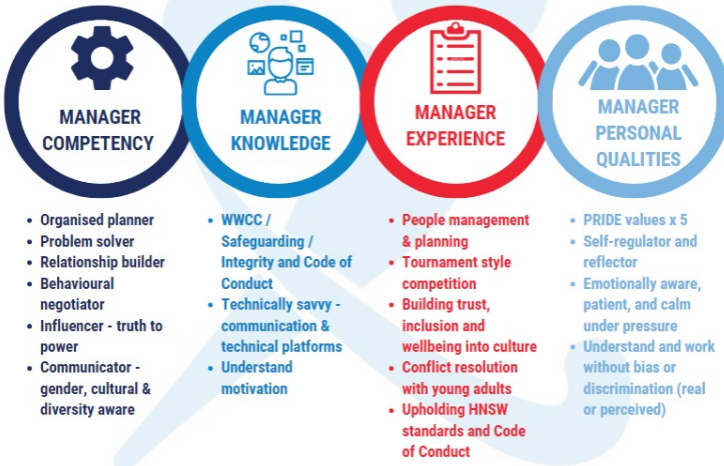 MANAGER
COMPETENCY
MANAGER
KNOWLEDGE
MANAGER
EXPERIENCE
MANAGER
PERSONAL
QUALITIES
• Organised planner
• Problem solver
• Relationship builder
• Behavioural
negotiator
• Influencer - truth to
power
• Communicator -
gender, cultural &
diversity aware
• WWCC /
Safeguarding /
Integrity and Code of
Conduct
• Technically savvy -
communication &
technical platforms
• Understand
motivation
• People management
& planning
• Tournament style
competition
• Building trust,
inclusion and
wellbeing into culture
• Conflict resolution
with young adults
• Upholding HNSW
standards and Code
of Conduct
• PRIDE values x 5
• Self-regulator and
reflector
• Emotionally aware,
patient, and calm
under pressure
• Understand and work
without bias or
discrimination (real
or perceived)